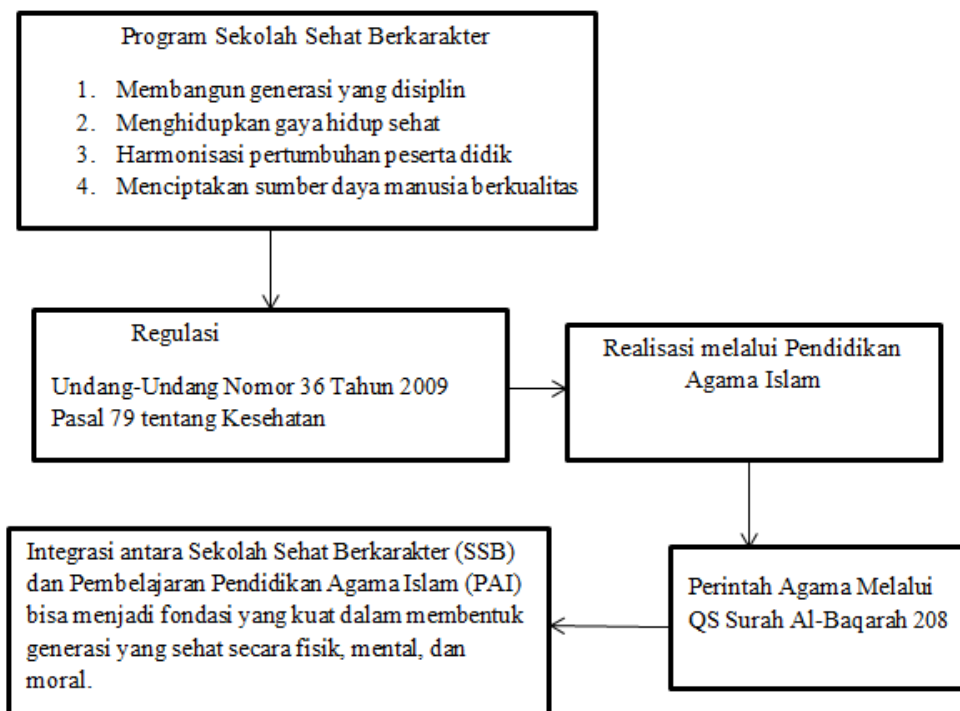 Program Sekolah Sehat Berkarakter
1. Membangun generasi yang disiplin
2. Menghidupkan gaya hidup sehat
3. Harmonisasi pertumbuhan peserta didik
4. Menciptakan sumber daya manusia berkualitas
Regulasi
Undang-Undang Nomor 36 Tahun 2009
Pasal 79 tentang Kesehatan
Realisasi melalui Pendidikan
Agama Islam
Perintah Agama Melalui
QS Surah Al-Baqarah 208
Integrasi antara Sekolah Sehat Berkarakter (SSB)
dan Pembelajaran Pendidikan Agama Islam (PAI)
bisa menjadi fondasi yang kuat dalam membentuk
generasi yang sehat secara fisik, mental, dan
moral.